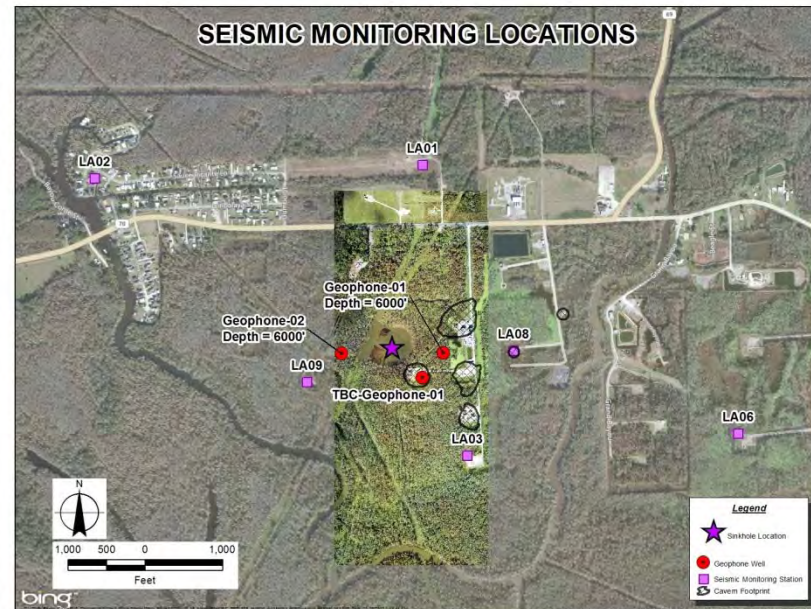 SEISMIC MONITORING LOCATIONS
69
LA01
LA02
70
Geophone-01
Depth = 6000'
Geophone-02
Depth = 6000'
LA08
LA09
TBC-Geophone-01
LA06
LA03
N
1,000 500 0 1,000
Feet
Legend
Sinkhole Location
Geophone Well
Seismic Monitoring Station
Cavern Footprint
bing